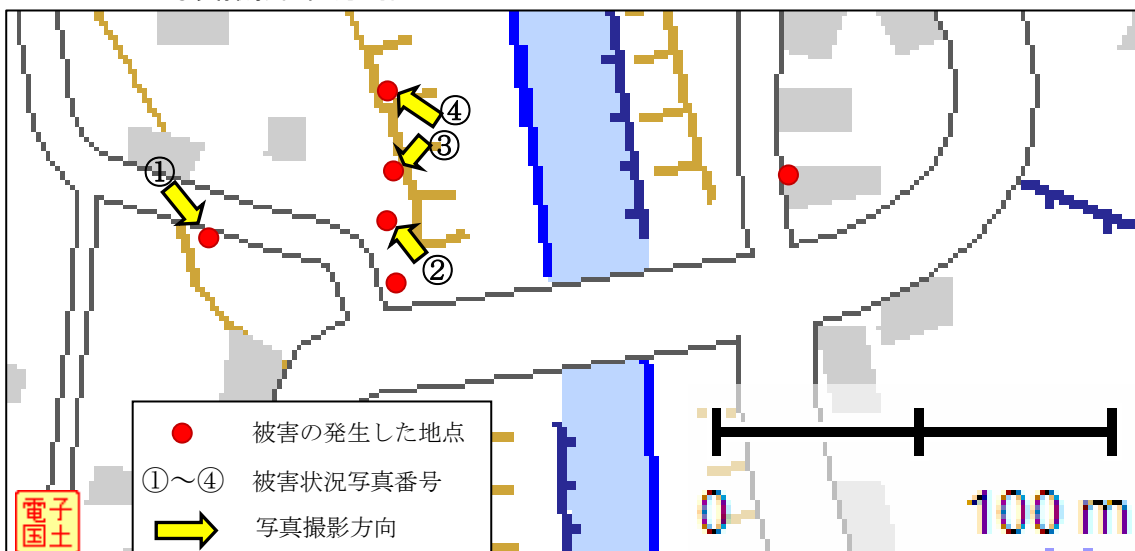 ④
③
①
②
被害の発生した地点
①～④ 被害状況写真番号
写真撮影方向
電子
国土
0 100 m